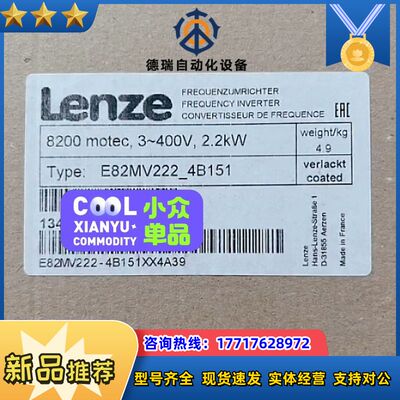 德瑞自动化设备
Lenze
FREQUENZUMRICHTER
FREQUENCY INVERTER
CONVERTISSEUR DE FREQUENCE
EAC
8200 motec, 3~400V, 2.2kW
weight/kg
4.9
Type: E82MV222_4B151
verlackt
coated
134
COOL
XIANYU
COMMODITY
小众
单品
E82MV222-4B151XX4A39
Lenze
Hans-Lenze-Straße 1
D-31855 Aerzen
Made in France
咨询热线：17717628972
新品推荐
型号齐全 现货速发 实体经营 支持对公